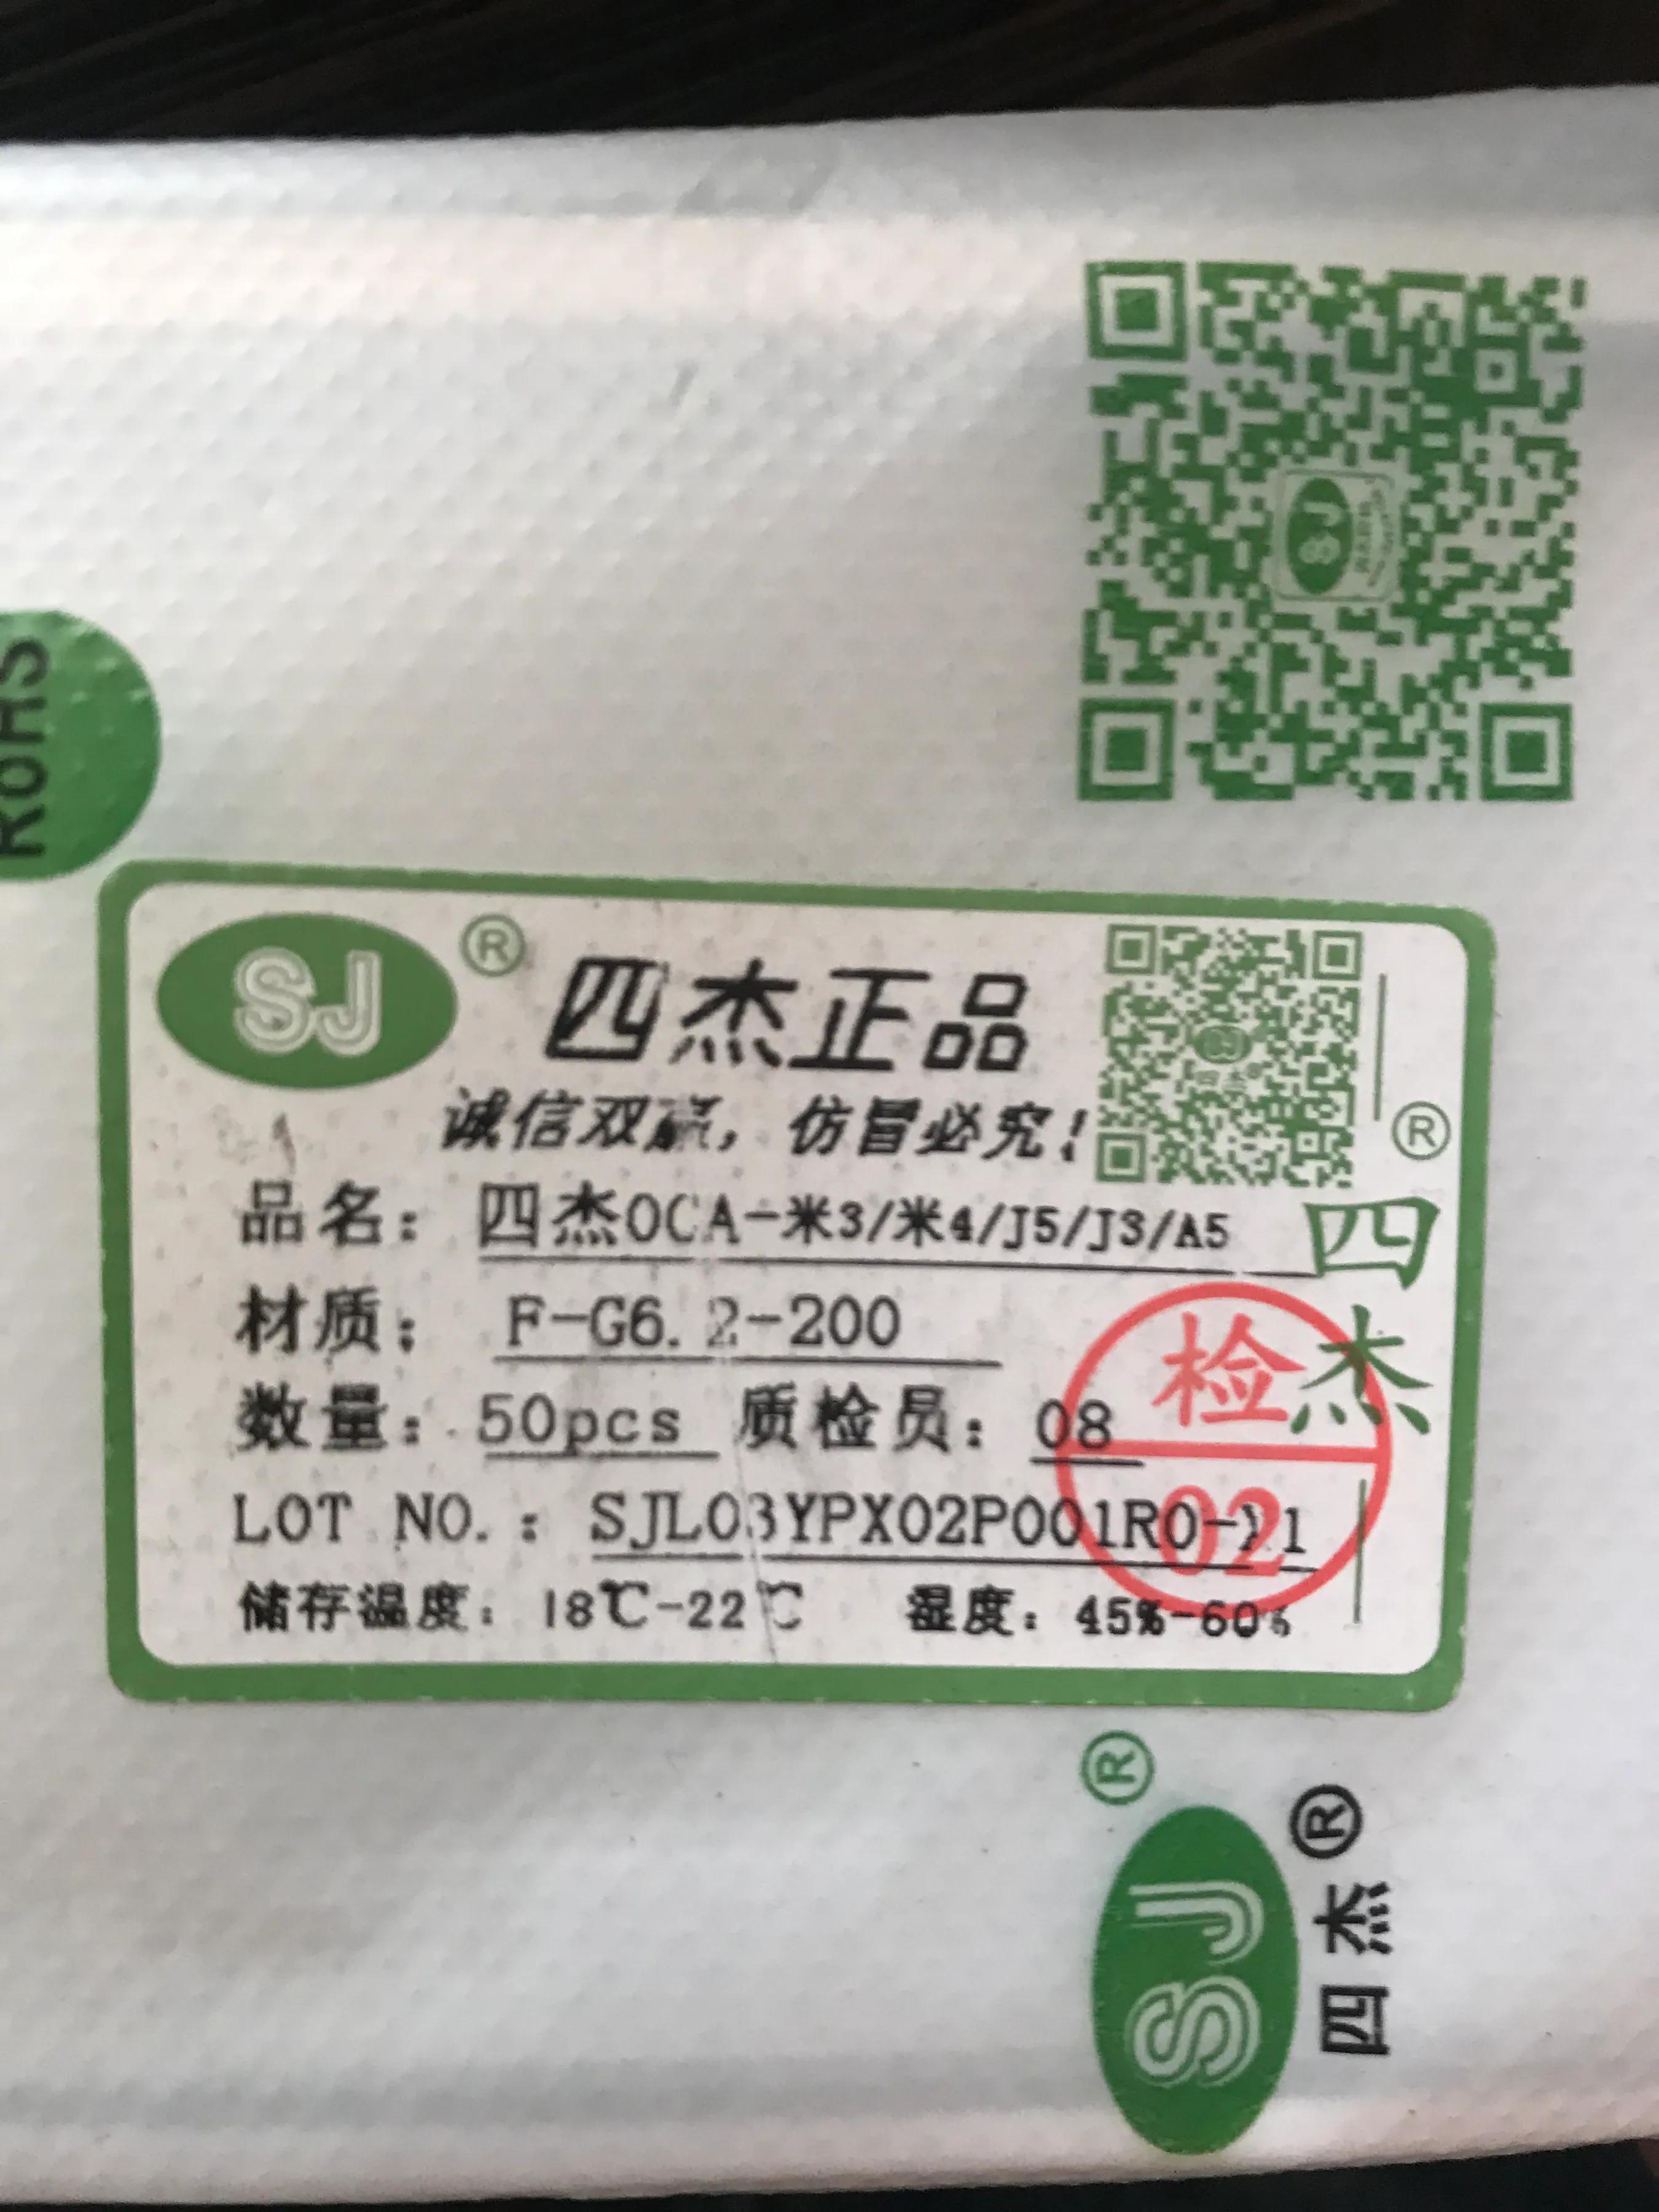 RoHS
SJ®
四杰正品
诚信双赢，仿冒必究！
品名：四杰OCA-米3/米4/J5/J3/A5
材质：F-G6.2-200
数量：50pcs 质检员：08
LOT NO.：SJL03YPX02P001R0-11
储存温度：18℃-22℃ 湿度：45%-60%
®
四杰
检
02
®
SJ
四杰®